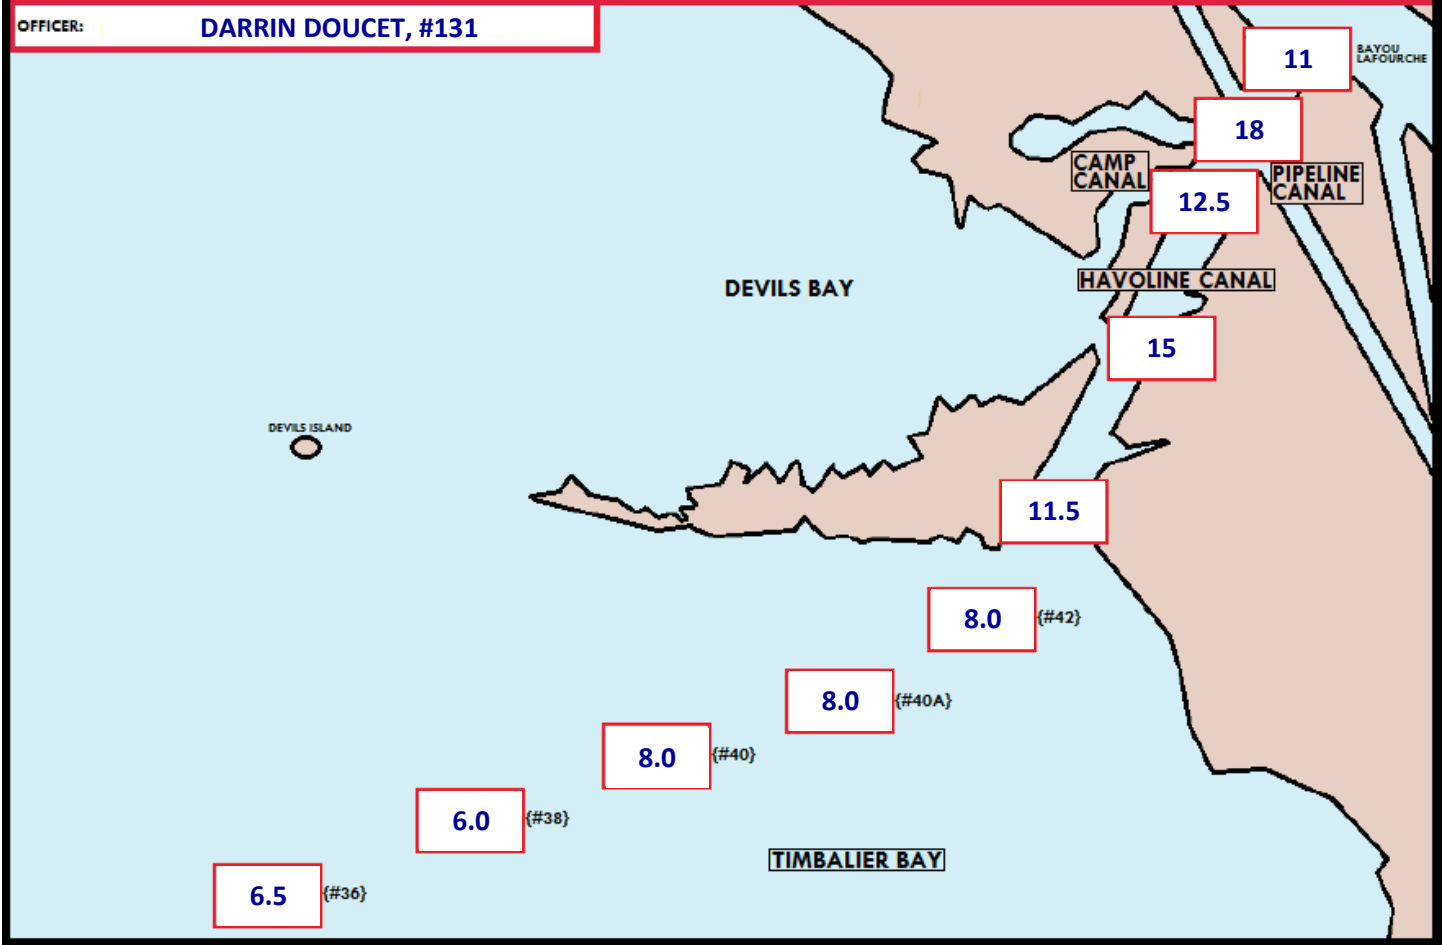 OFFICER: DARRIN DOUCET, #131
11
BAYOU
LAFOURCHE
18
CAMP
CANAL
PIPELINE
CANAL
12.5
HAVOLINE CANAL
DEVILS BAY
15
DEVILS ISLAND
11.5
8.0 {#42}
8.0 {#40A}
8.0 {#40}
6.0 {#38}
TIMBALIER BAY
6.5 {#36}